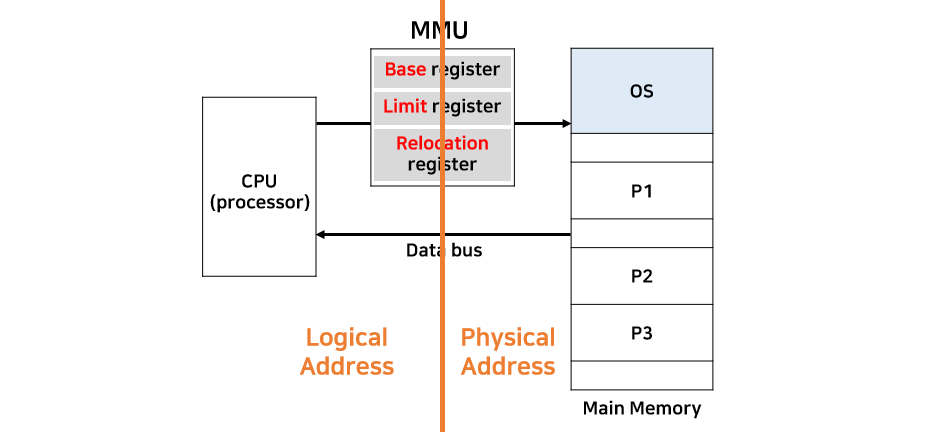 MMU
Base register
Limit register
Relocation
register
CPU
(processor)
Data bus
Logical
Address
Physical
Address
OS
P1
P2
P3
Main Memory